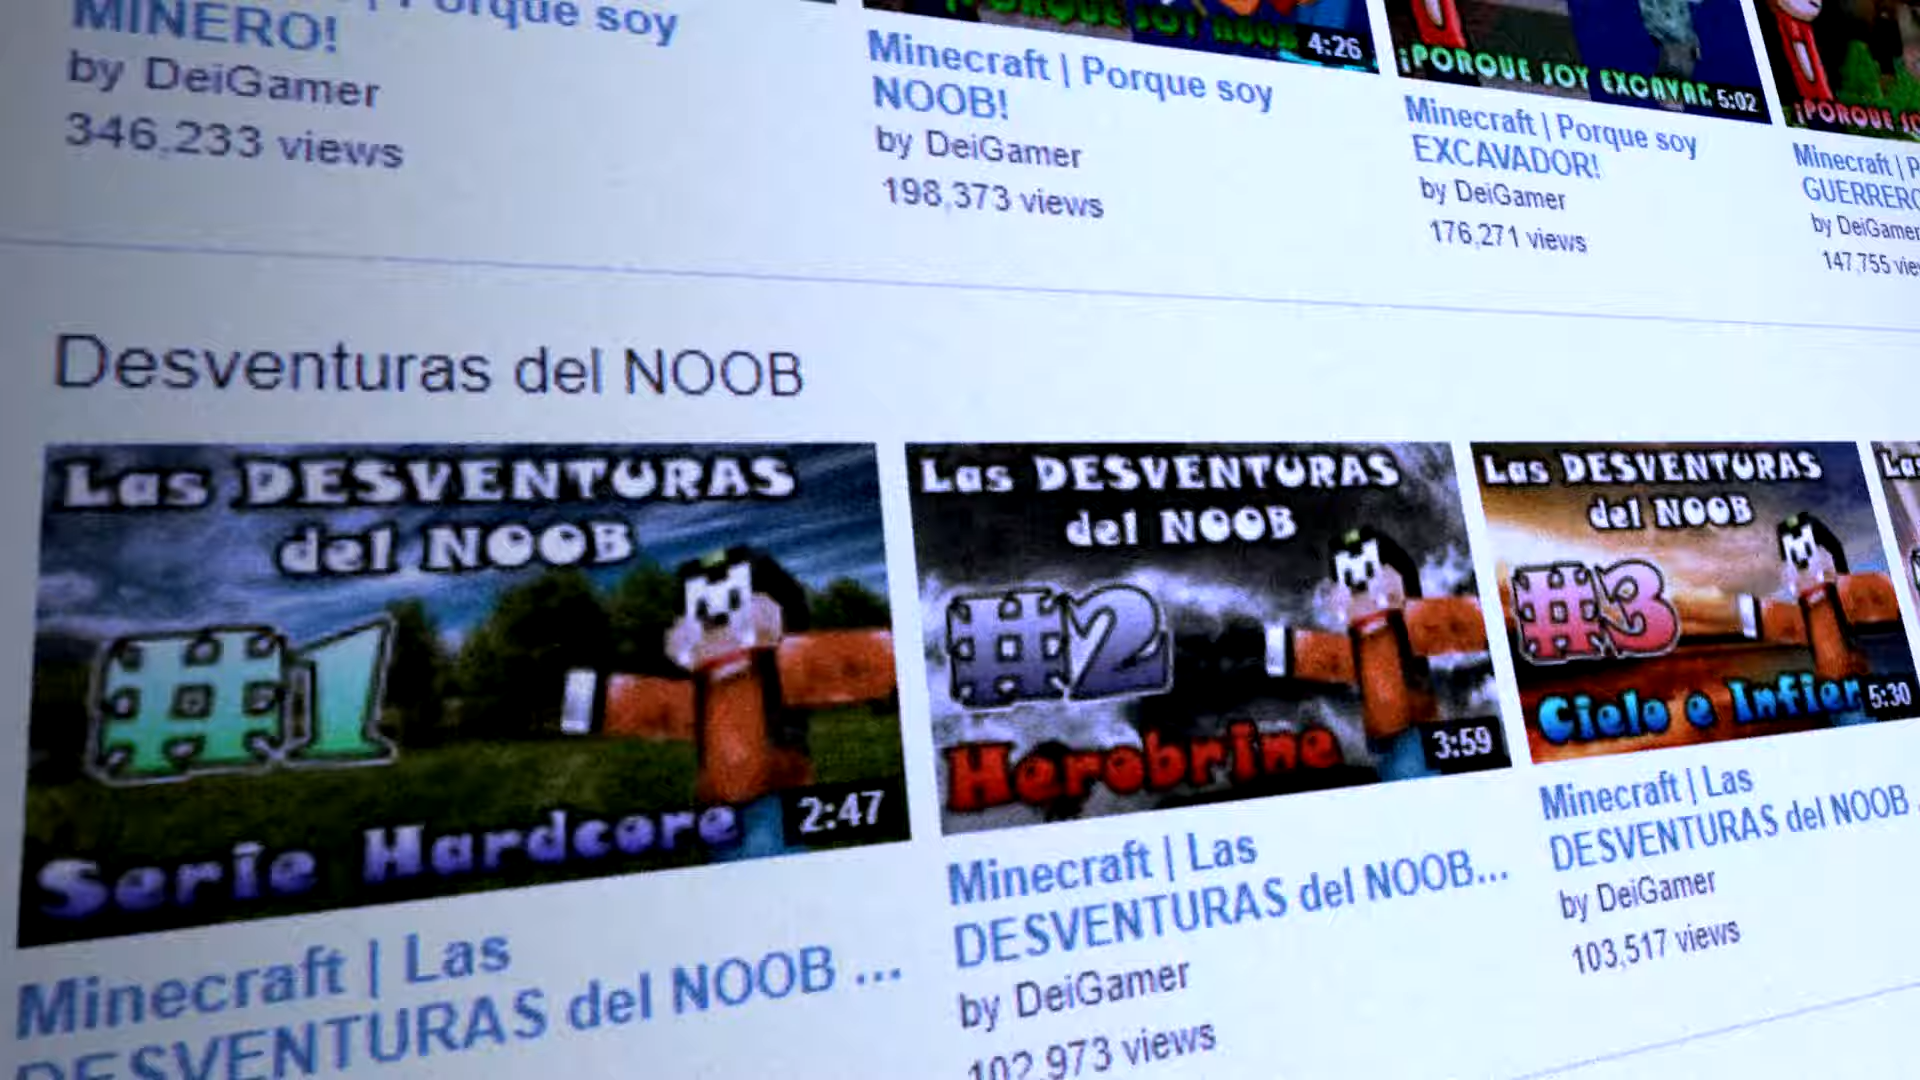 Porque soy
MINERO!
by DeiGamer
346,233 views
¡PORQUE SOY NOOB
4:26
Minecraft | Porque soy
NOOB!
by DeiGamer
198,373 views
¡PORQUE SOY EXCAVAD
5:02
Minecraft | Porque soy
EXCAVADOR!
by DeiGamer
176,271 views
¡PORQUE SO
Minecraft | P
GUERRERO
by DeiGamer
147,755 vie
Desventuras del NOOB
Las DESVENTURAS
del NOOB
#1
Serie Hardcore
2:47
Minecraft | Las
DESVENTURAS del NOOB ...
Las DESVENTURAS
del NOOB
#2
Herobrine
3:59
Minecraft | Las
DESVENTURAS del NOOB...
by DeiGamer
102,973 views
Las DESVENTURAS
del NOOB
#3
Cielo e Infier
5:30
Minecraft | Las
DESVENTURAS del NOOB
by DeiGamer
103,517 views
Las